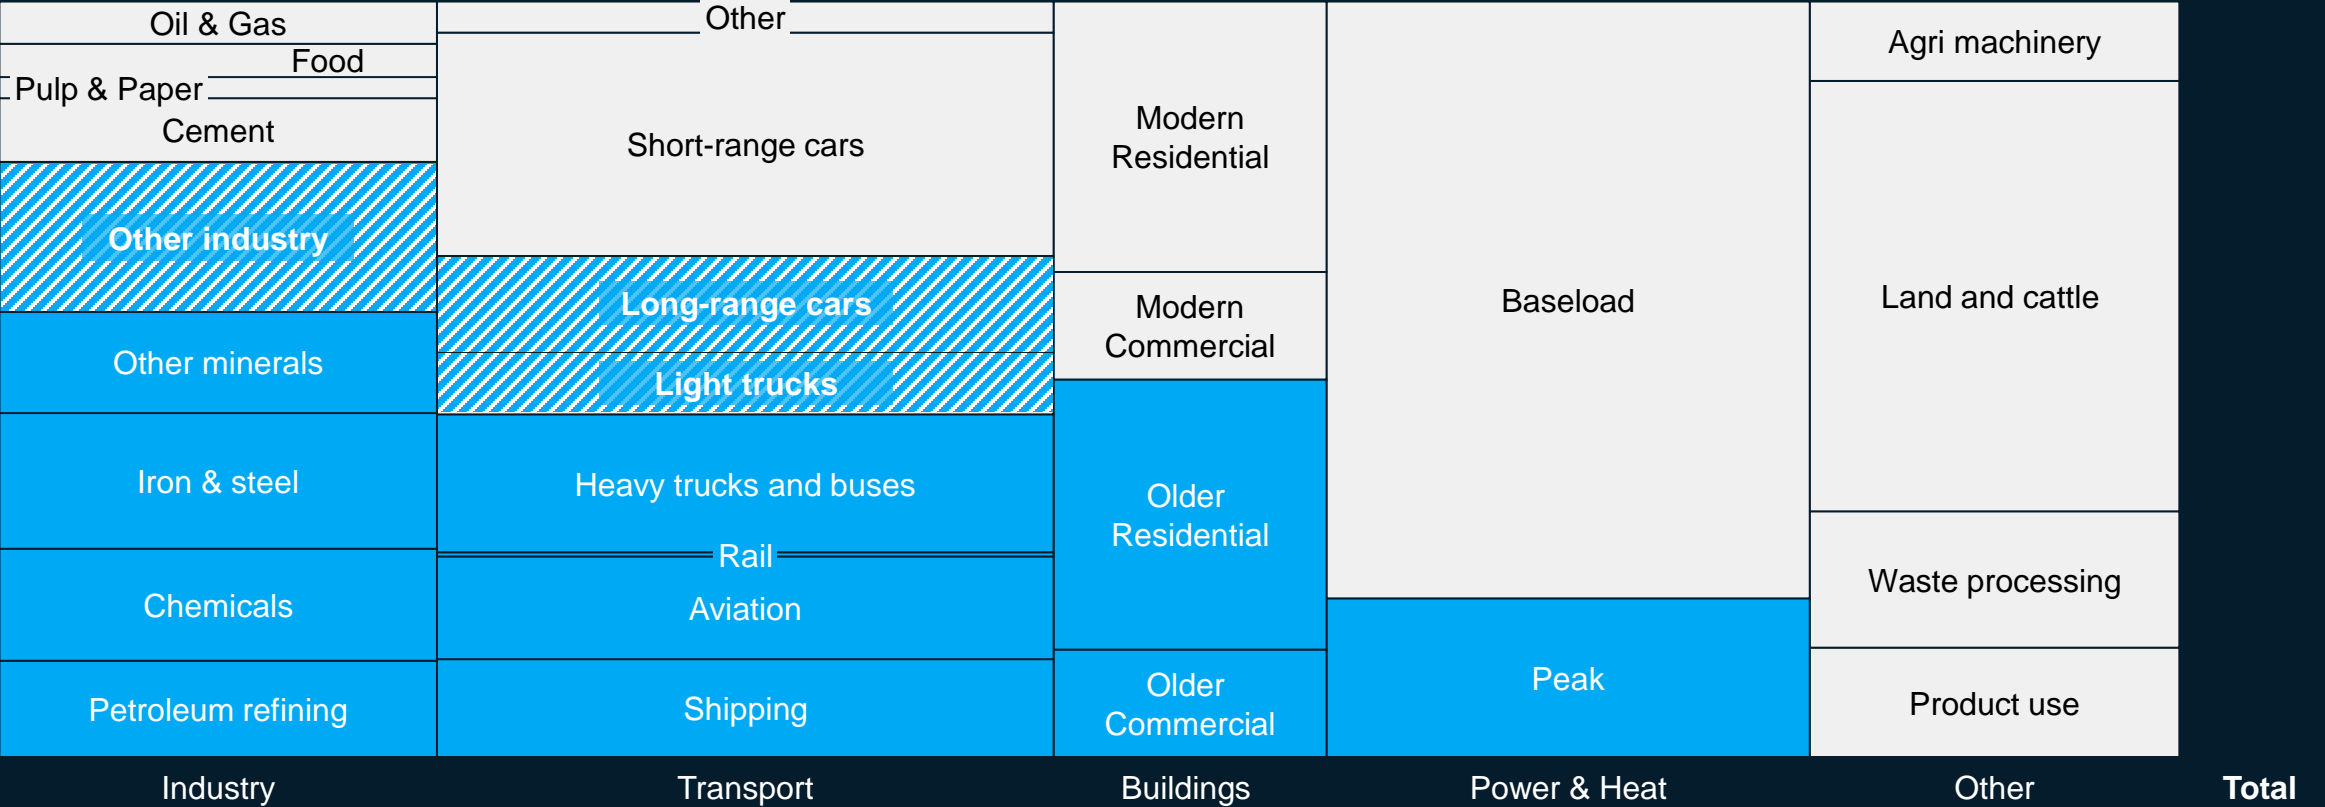 Oil & Gas
Food
Pulp & Paper
Cement
Other industry
Other minerals
Iron & steel
Chemicals
Petroleum refining
Other
Short-range cars
Long-range cars
Light trucks
Heavy trucks and buses
Rail
Aviation
Shipping
Modern
Residential
Modern
Commercial
Older
Residential
Older
Commercial
Baseload
Peak
Agri machinery
Land and cattle
Waste processing
Product use
Industry
Transport
Buildings
Power & Heat
Other
Total